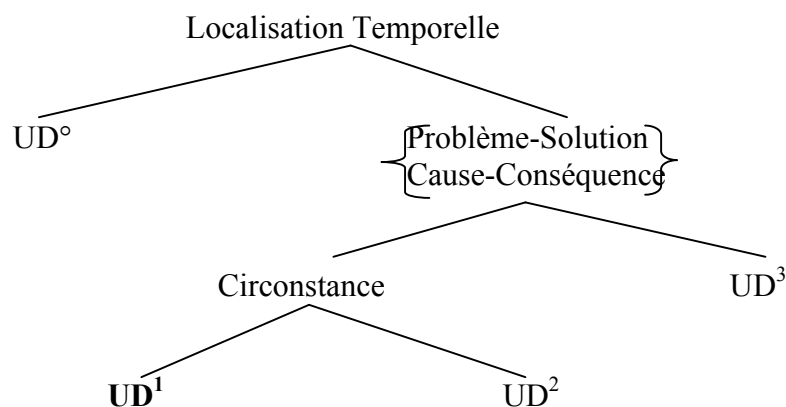 Localisation Temporelle
UD°
Problème-Solution
Cause-Conséquence
Circonstance
UD³
UD¹
UD²